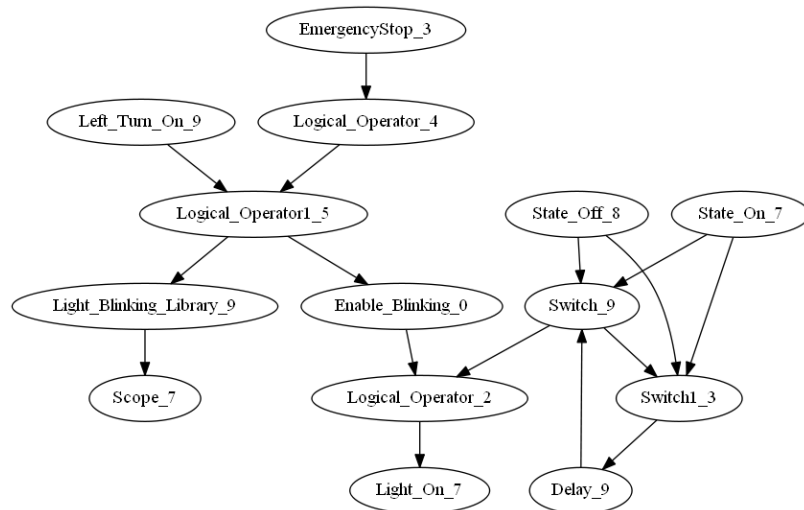 EmergencyStop_3
Left_Turn_On_9
Logical_Operator_4
Logical_Operator1_5
State_Off_8
State_On_7
Light_Blinking_Library_9
Enable_Blinking_0
Switch_9
Scope_7
Logical_Operator_2
Switch1_3
Light_On_7
Delay_9